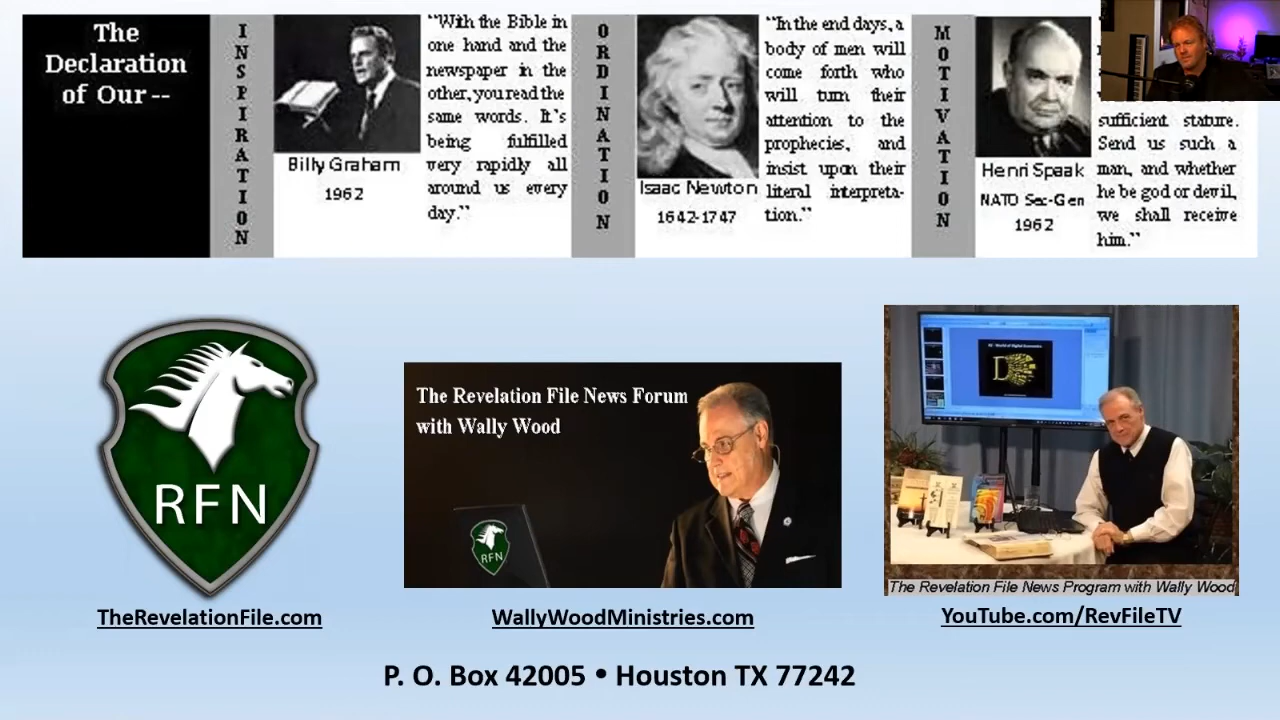 The
Declaration
of Our --
INSPIRATION
Billy Graham
1962
“With the Bible in
one hand and the
newspaper in the
other, you read the
same words. It’s
being fulfilled
very rapidly all
around us every
day.”
ORDINATION
Isaac Newton
1642-1747
“In the end days, a
body of men will
come forth who
will turn their
attention to the
prophecies, and
insist upon their
literal interpreta-
tion.”
MOTIVATION
Henri Spaak
NATO Sec-Gen
1962
sufficient stature.
Send us such a
man, and whether
he be god or devil,
we shall receive
him.”
RFN
TheRevelationFile.com
The Revelation File News Forum
with Wally Wood
RFN
WallyWoodMinistries.com
The Revelation File News Program with Wally Wood
YouTube.com/RevFileTV
P. O. Box 42005 • Houston TX 77242